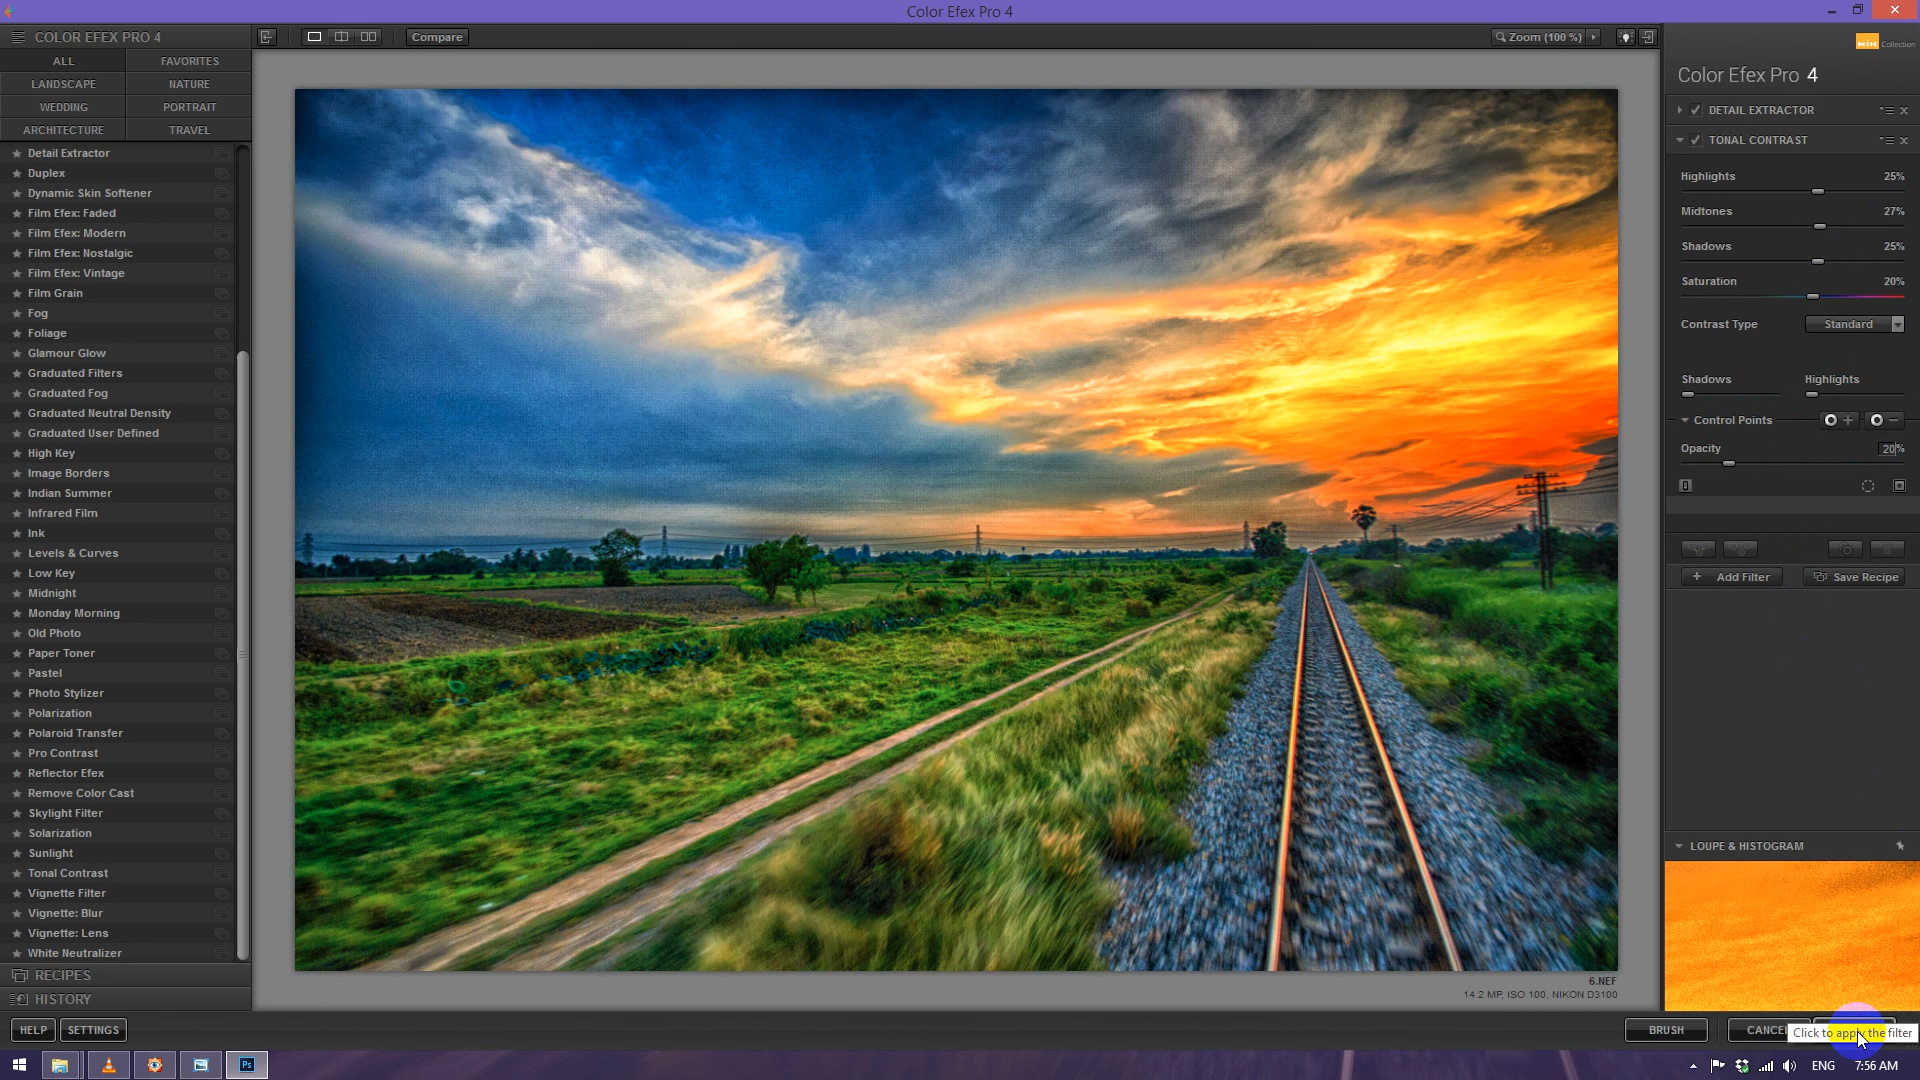 Color Efex Pro 4
COLOR EFEX PRO 4
Compare
Zoom (100 %)
Nik Collection
ALL
FAVORITES
LANDSCAPE
NATURE
WEDDING
PORTRAIT
ARCHITECTURE
TRAVEL
Detail Extractor
Duplex
Dynamic Skin Softener
Film Efex: Faded
Film Efex: Modern
Film Efex: Nostalgic
Film Efex: Vintage
Film Grain
Fog
Foliage
Glamour Glow
Graduated Filters
Graduated Fog
Graduated Neutral Density
Graduated User Defined
High Key
Image Borders
Indian Summer
Infrared Film
Ink
Levels & Curves
Low Key
Midnight
Monday Morning
Old Photo
Paper Toner
Pastel
Photo Stylizer
Polarization
Polaroid Transfer
Pro Contrast
Reflector Efex
Remove Color Cast
Skylight Filter
Solarization
Sunlight
Tonal Contrast
Vignette Filter
Vignette: Blur
Vignette: Lens
White Neutralizer
RECIPES
HISTORY
HELP
SETTINGS
6.NEF
14.2 MP, ISO 100, NIKON D3100
Color Efex Pro 4
DETAIL EXTRACTOR
TONAL CONTRAST
Highlights 25%
Midtones 27%
Shadows 25%
Saturation 20%
Contrast Type Standard
Shadows Highlights
Control Points
Opacity 20%
Add Filter
Save Recipe
LOUPE & HISTOGRAM
BRUSH
CANCEL
Click to apply the filter
Ps
ENG
7:56 AM